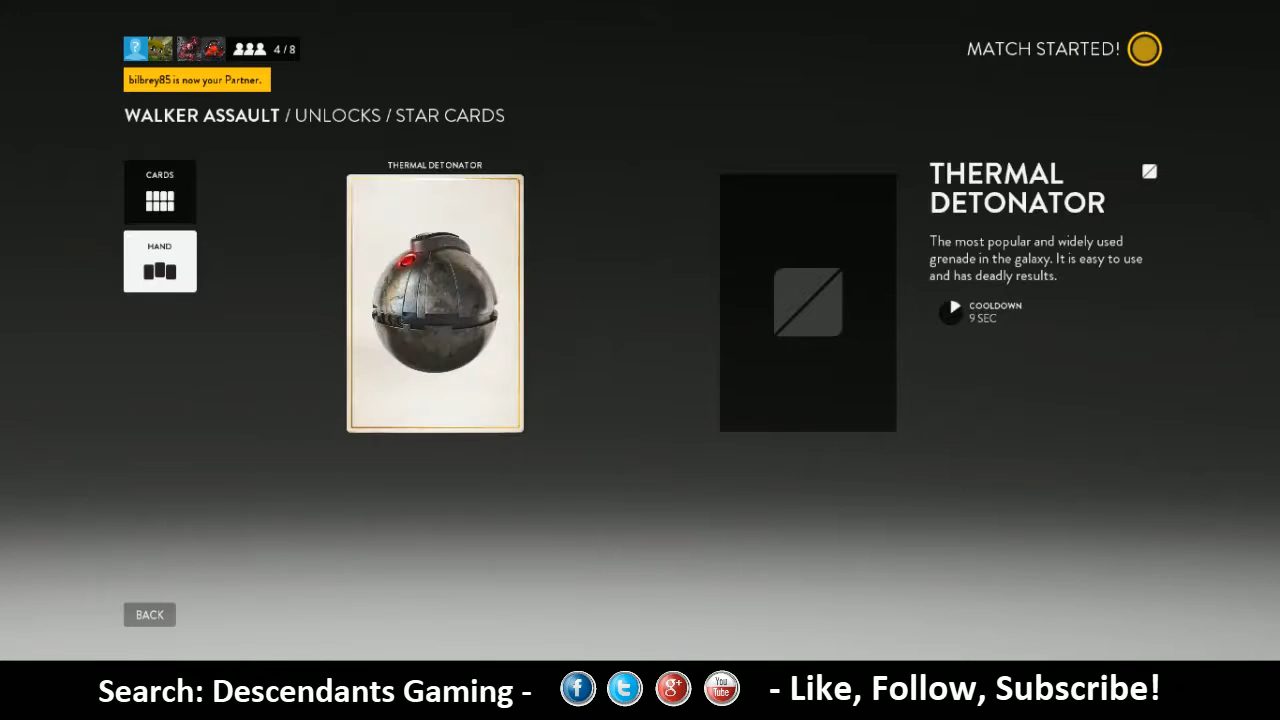 4/8
MATCH STARTED!
bilbrey85 is now your Partner.
WALKER ASSAULT / UNLOCKS / STAR CARDS
CARDS
HAND
THERMAL DETONATOR
THERMAL
DETONATOR
The most popular and widely used
grenade in the galaxy. It is easy to use
and has deadly results.
COOLDOWN
9 SEC
BACK
Search: Descendants Gaming - f t g+ You Tube - Like, Follow, Subscribe!